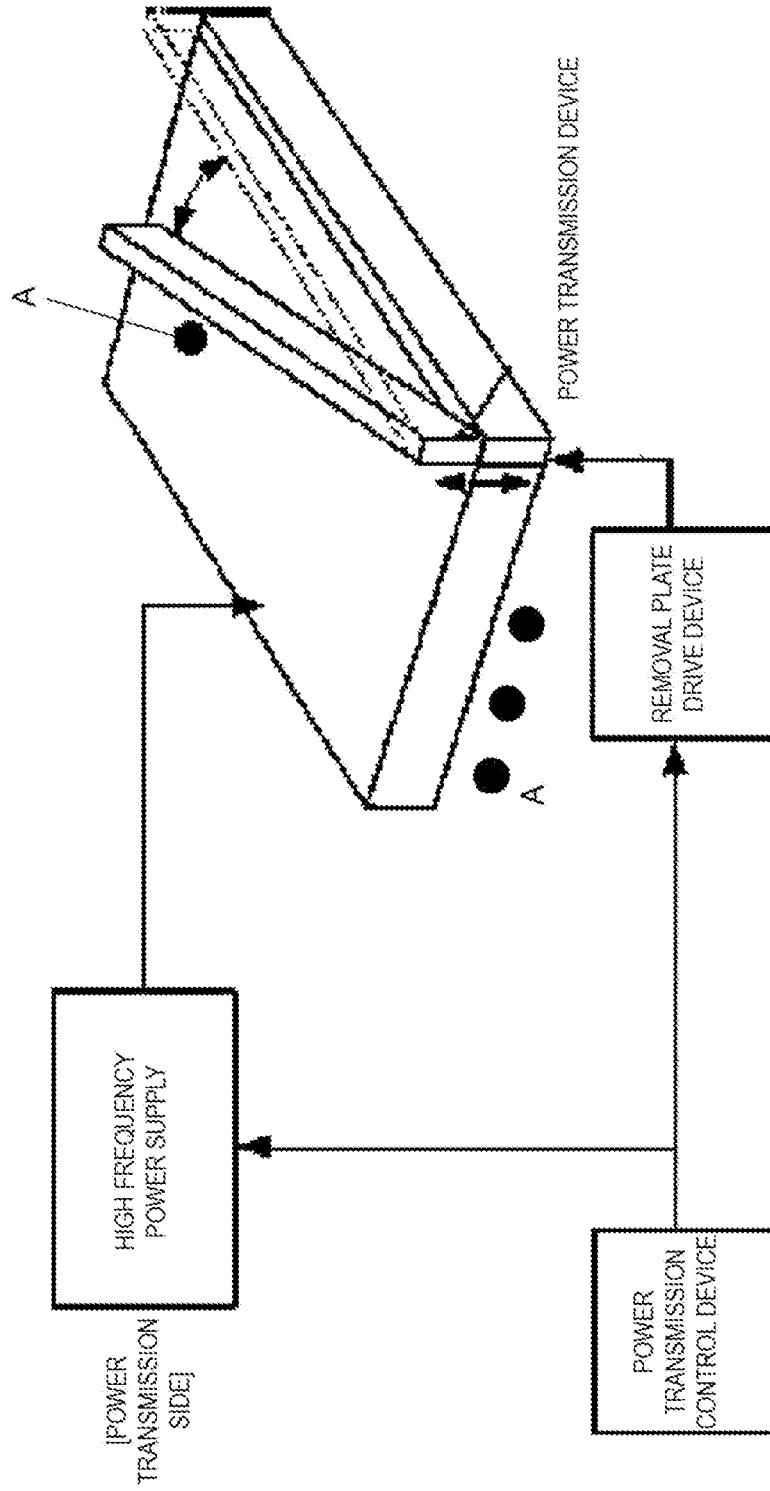 [POWER
TRANSMISSION
SIDE]
HIGH FREQUENCY
POWER SUPPLY
A
POWER
TRANSMISSION
CONTROL DEVICE
REMOVAL PLATE
DRIVE DEVICE
A
POWER TRANSMISSION DEVICE